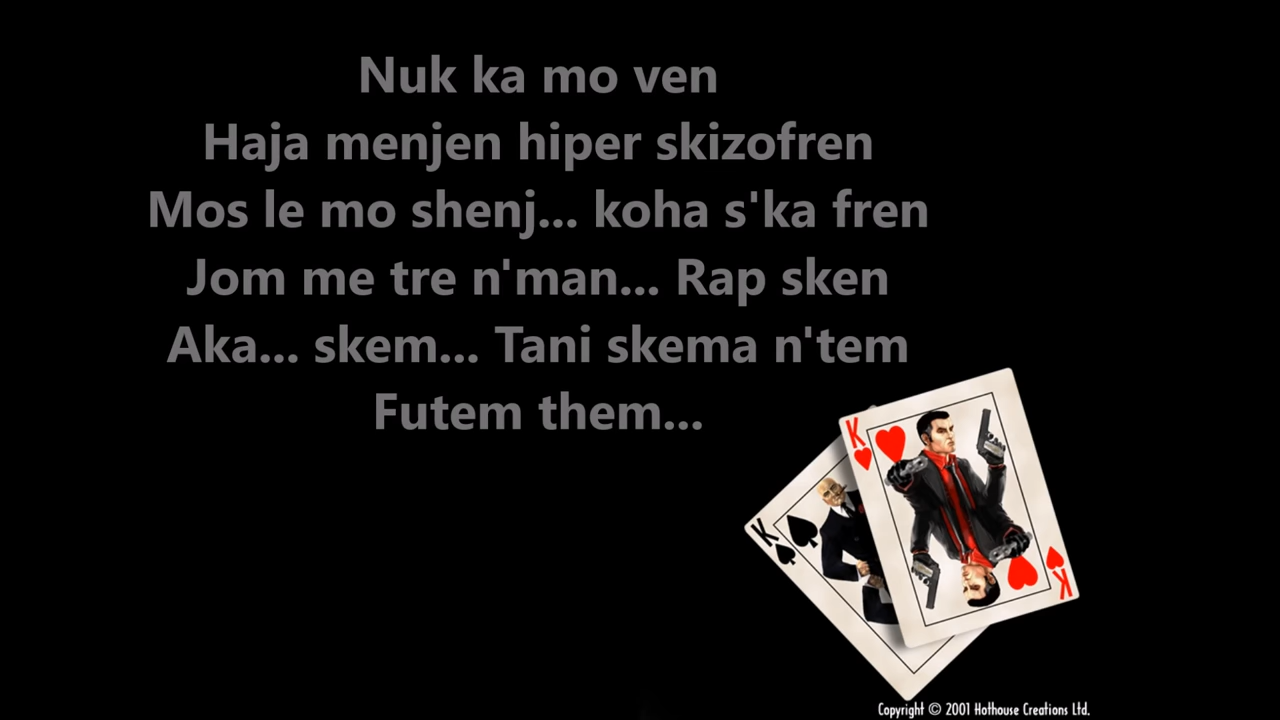 Nuk ka mo ven
Haja menjen hiper skizofren
Mos le mo shenj... koha s'ka fren
Jom me tre n'man... Rap sken
Aka... skem... Tani skema n'tem
Futem them...
K
K
K
Copyright © 2001 Hothouse Creations Ltd.